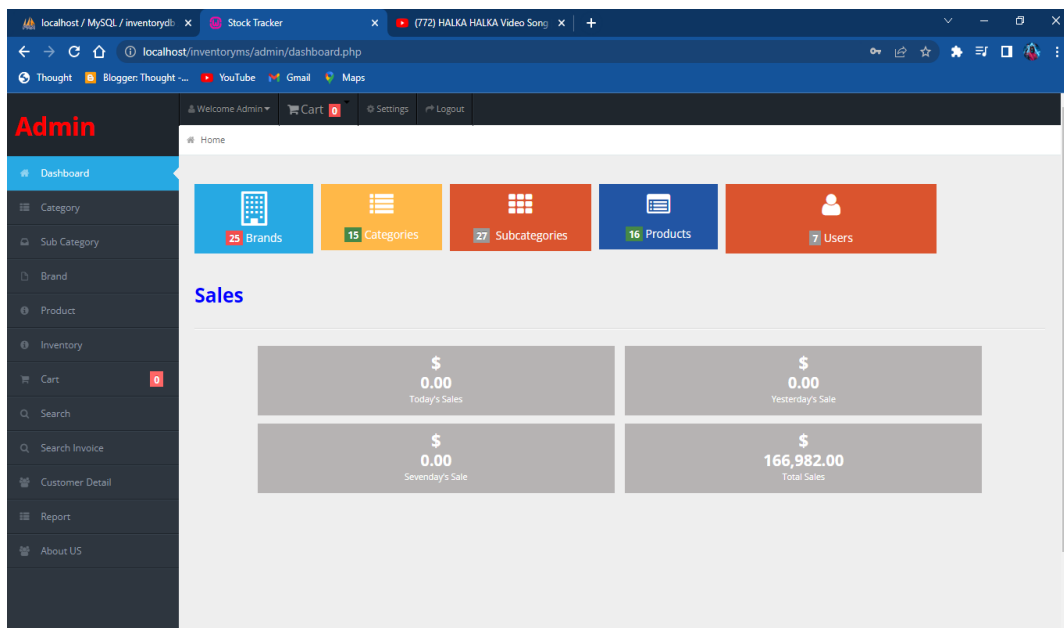 localhost / MySQL / inventorydb
Stock Tracker
(772) HALKA HALKA Video Song
localhost/inventoryms/admin/dashboard.php
Thought
Blogger: Thought -...
YouTube
Gmail
Maps
Admin
Welcome Admin
Cart 0
Settings
Logout
Home
Dashboard
Category
Sub Category
Brand
Product
Inventory
Cart 0
Search
Search Invoice
Customer Detail
Report
About US
25 Brands
15 Categories
27 Subcategories
16 Products
7 Users
Sales
$
0.00
Today's Sales
$
0.00
Yesterday's Sale
$
0.00
Sevenday's Sale
$
166,982.00
Total Sales